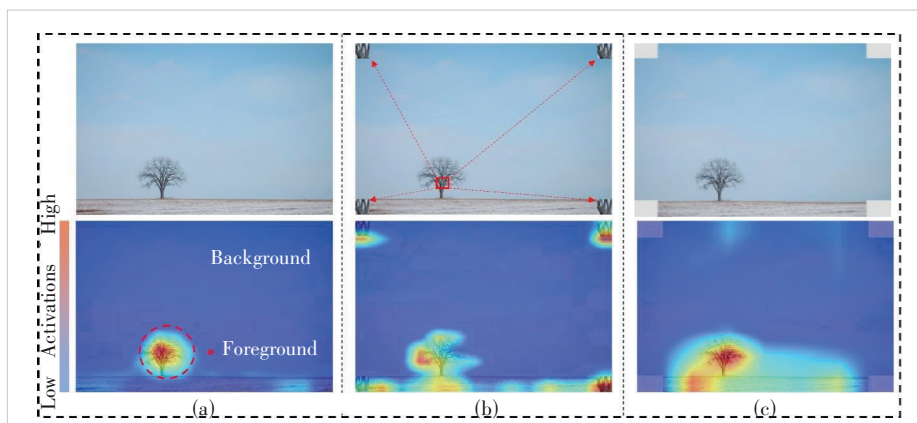 High
Activations
Low
Background
Foreground
(a)
(b)
(c)